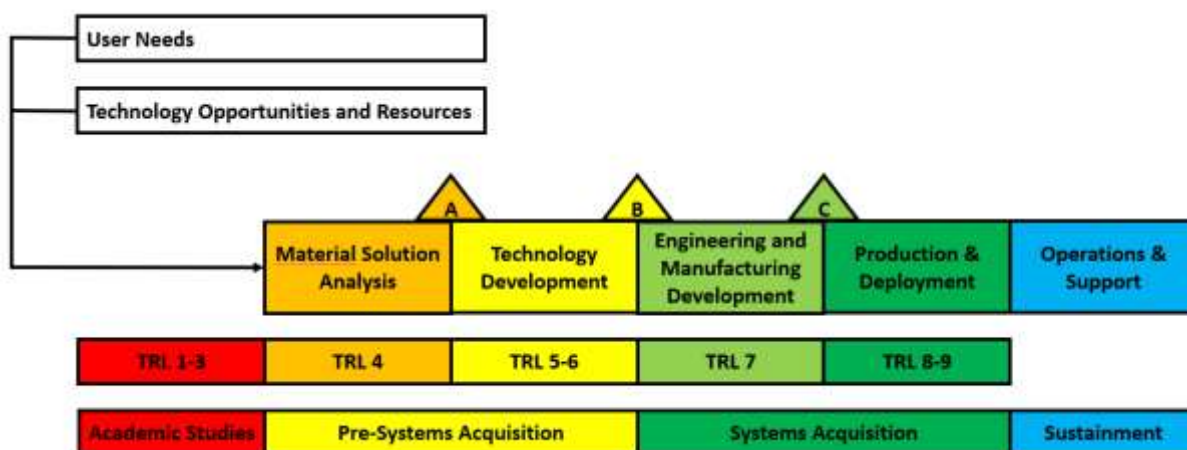 User Needs
Technology Opportunities and Resources
A
B
C
Material Solution
Analysis
Technology
Development
Engineering and
Manufacturing
Development
Production &
Deployment
Operations &
Support
TRL 1-3
TRL 4
TRL 5-6
TRL 7
TRL 8-9
Academic Studies
Pre-Systems Acquisition
Systems Acquisition
Sustainment